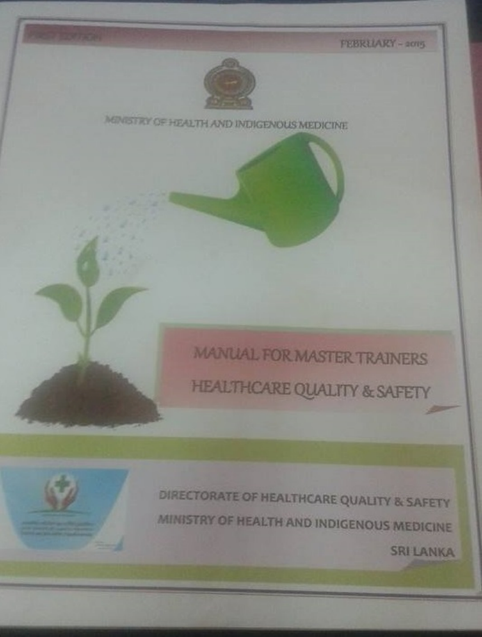 FIRST EDITION
FEBRUARY - 2015
MINISTRY OF HEALTH AND INDIGENOUS MEDICINE
MANUAL FOR MASTER TRAINERS
HEALTHCARE QUALITY & SAFETY
DIRECTORATE OF HEALTHCARE QUALITY & SAFETY
MINISTRY OF HEALTH AND INDIGENOUS MEDICINE
SRI LANKA